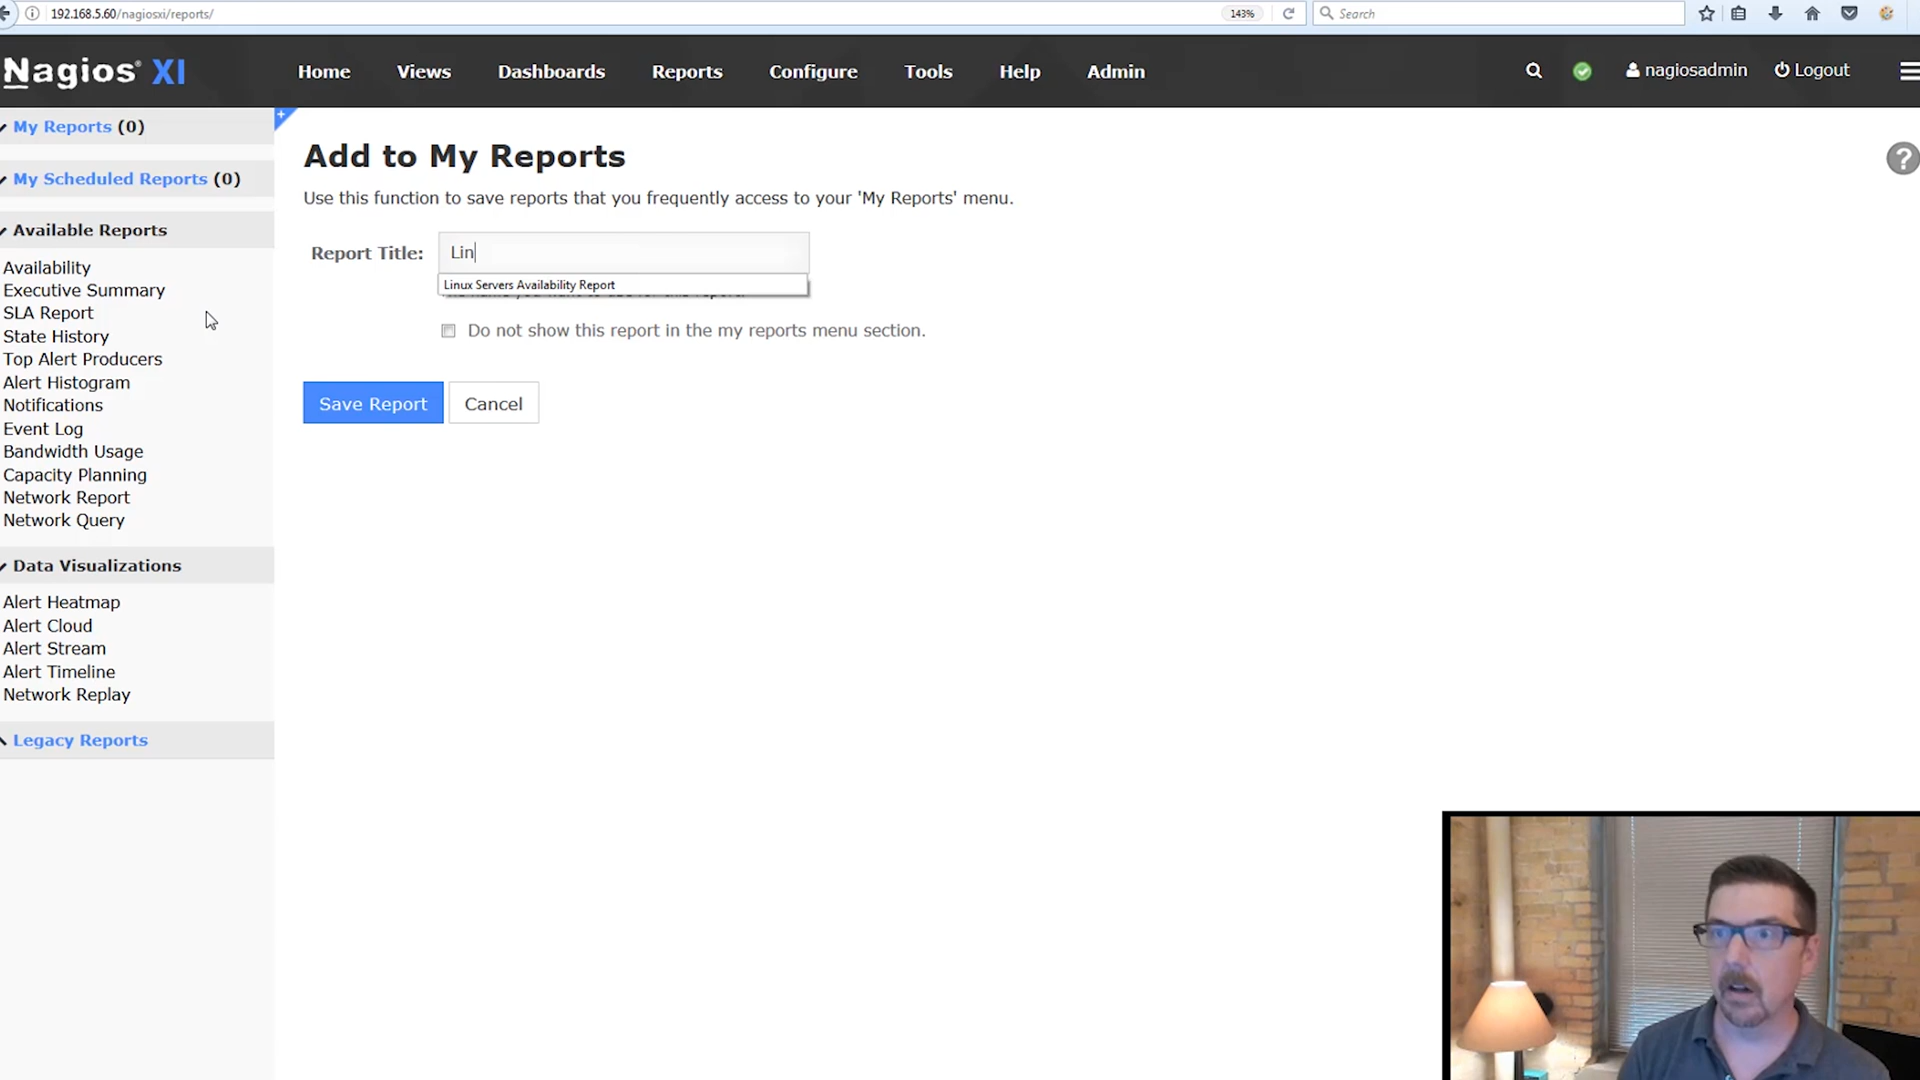 192.168.5.60/nagiosxi/reports/
143%
Search
Nagios® XI
Home
Views
Dashboards
Reports
Configure
Tools
Help
Admin
nagiosadmin
Logout
My Reports (0)
My Scheduled Reports (0)
Available Reports
Availability
Executive Summary
SLA Report
State History
Top Alert Producers
Alert Histogram
Notifications
Event Log
Bandwidth Usage
Capacity Planning
Network Report
Network Query
Data Visualizations
Alert Heatmap
Alert Cloud
Alert Stream
Alert Timeline
Network Replay
Legacy Reports
+
Add to My Reports
?
Use this function to save reports that you frequently access to your 'My Reports' menu.
Report Title:
Lin
Linux Servers Availability Report
Do not show this report in the my reports menu section.
Save Report
Cancel